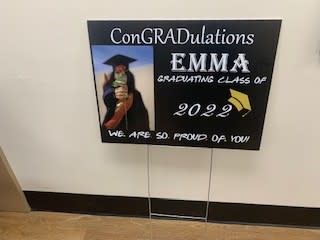 ConGRADulations
EMMA
GRADUATING CLASS OF
2022
WE. ARE. SO. PROUD. OF. YOU!